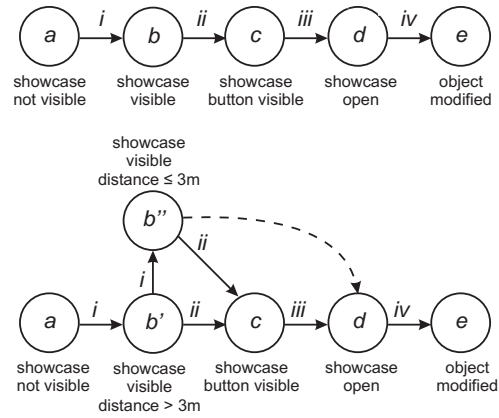 a i b ii c iii d iv e
showcase not visible
showcase visible
showcase button visible
showcase open
object modified
showcase
visible
distance ≤ 3m
b''
ii
i
a i b' ii c iii d iv e
showcase not visible
showcase visible distance > 3m
showcase button visible
showcase open
object modified